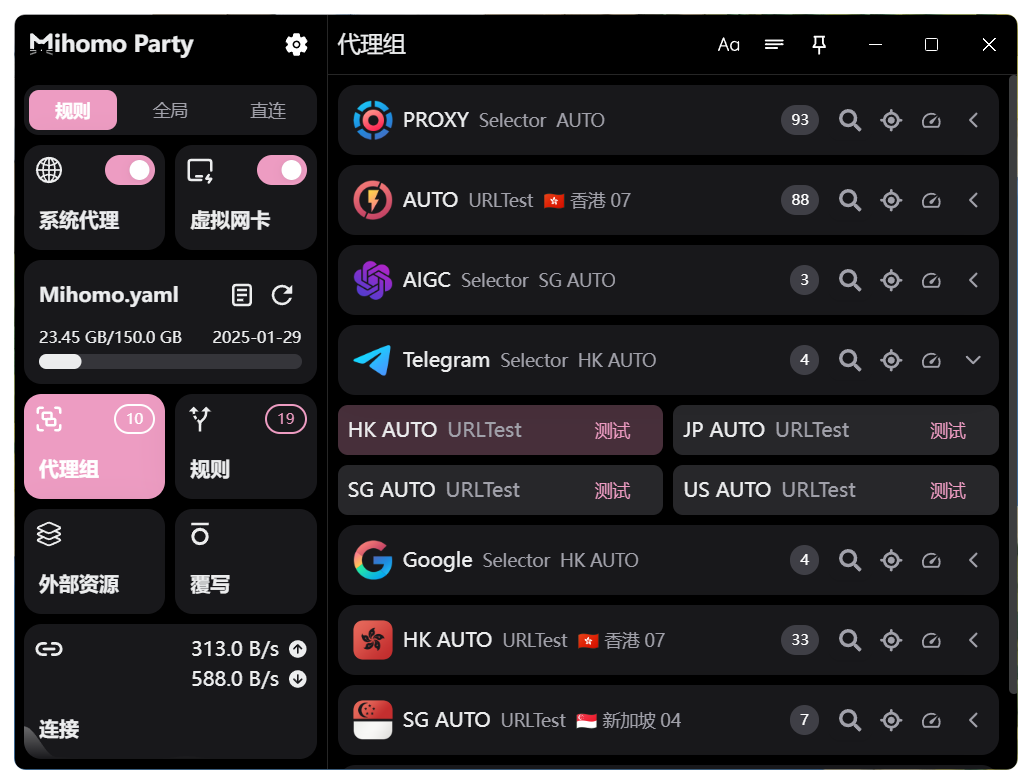 Mihomo Party
规则 全局 直连
系统代理 虚拟网卡
Mihomo.yaml
23.45 GB/150.0 GB 2025-01-29
10 19
代理组 规则
外部资源 覆写
313.0 B/s
588.0 B/s
连接
代理组 Aa
PROXY Selector AUTO 93
AUTO URLTest 🇭🇰 香港 07 88
AIGC Selector SG AUTO 3
Telegram Selector HK AUTO 4
HK AUTO URLTest 测试 JP AUTO URLTest 测试
SG AUTO URLTest 测试 US AUTO URLTest 测试
Google Selector HK AUTO 4
HK AUTO URLTest 🇭🇰 香港 07 33
SG AUTO URLTest 🇸🇬 新加坡 04 7